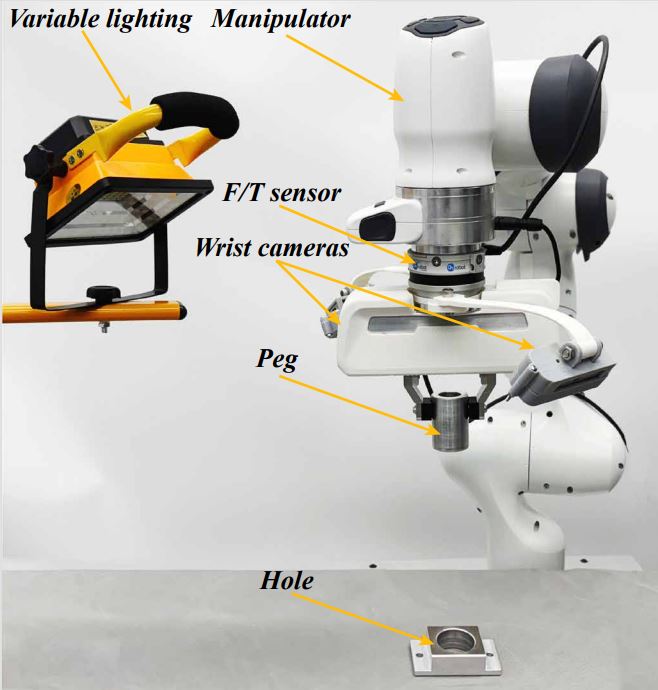 Variable lighting
Manipulator
F/T sensor
Wrist cameras
Peg
Hole